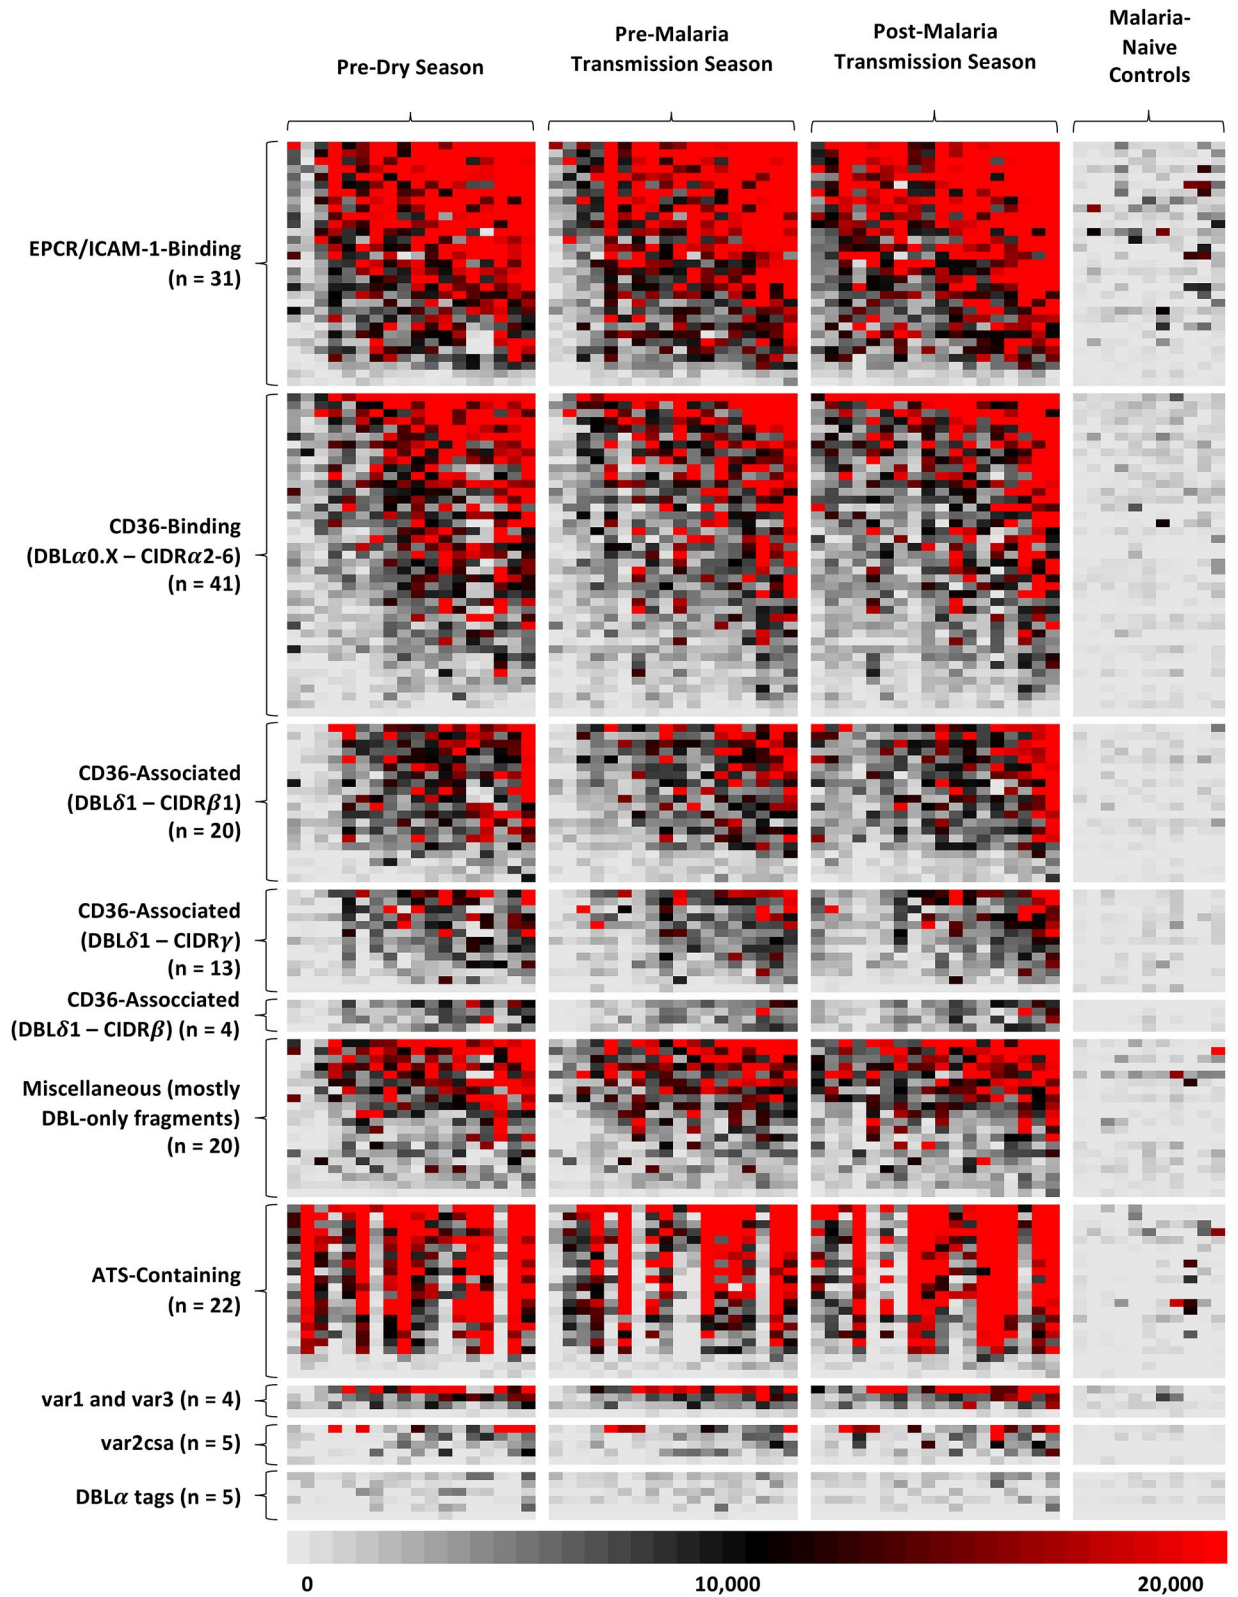 Pre-Dry Season
Pre-Malaria
Transmission Season
Post-Malaria
Transmission Season
Malaria-
Naive
Controls
EPCR/ICAM-1-Binding
(n = 31)
CD36-Binding
(DBLα0.X – CIDRα2-6)
(n = 41)
CD36-Associated
(DBLδ1 – CIDRβ1)
(n = 20)
CD36-Associated
(DBLδ1 – CIDRγ)
(n = 13)
CD36-Assocciated
(DBLδ1 – CIDRβ) (n = 4)
Miscellaneous (mostly
DBL-only fragments)
(n = 20)
ATS-Containing
(n = 22)
var1 and var3 (n = 4)
var2csa (n = 5)
DBLα tags (n = 5)
0
10,000
20,000